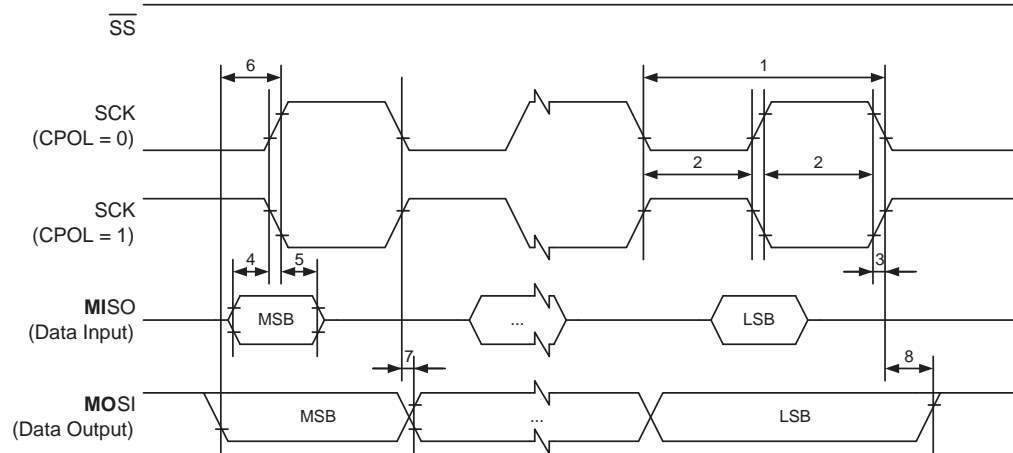 SS
6
1
SCK
(CPOL = 0)
2
2
SCK
(CPOL = 1)
4
5
3
MISO
(Data Input)
MSB
...
LSB
7
8
MOSI
(Data Output)
MSB
...
LSB